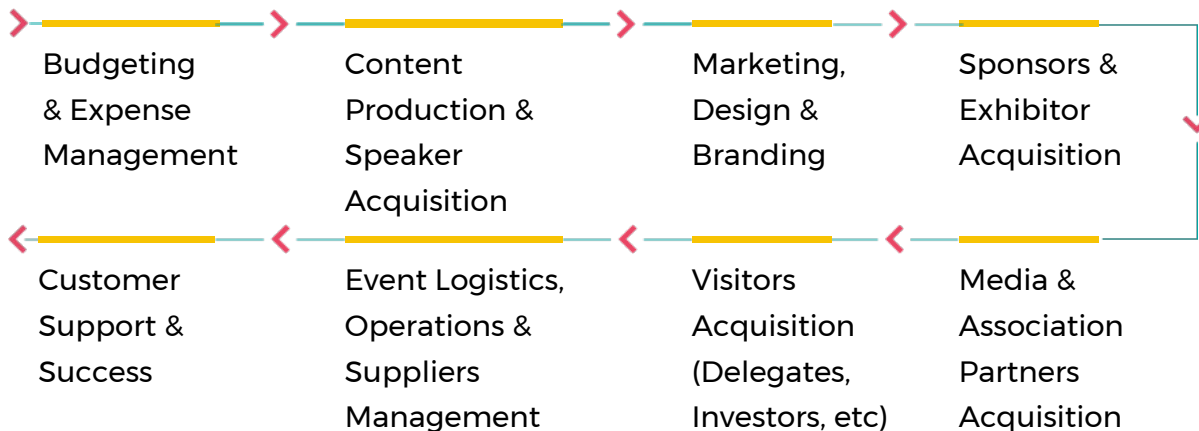 Budgeting
& Expense
Management
Content
Production &
Speaker
Acquisition
Marketing,
Design &
Branding
Sponsors &
Exhibitor
Acquisition
Media &
Association
Partners
Acquisition
Visitors
Acquisition
(Delegates,
Investors, etc)
Event Logistics,
Operations &
Suppliers
Management
Customer
Support &
Success